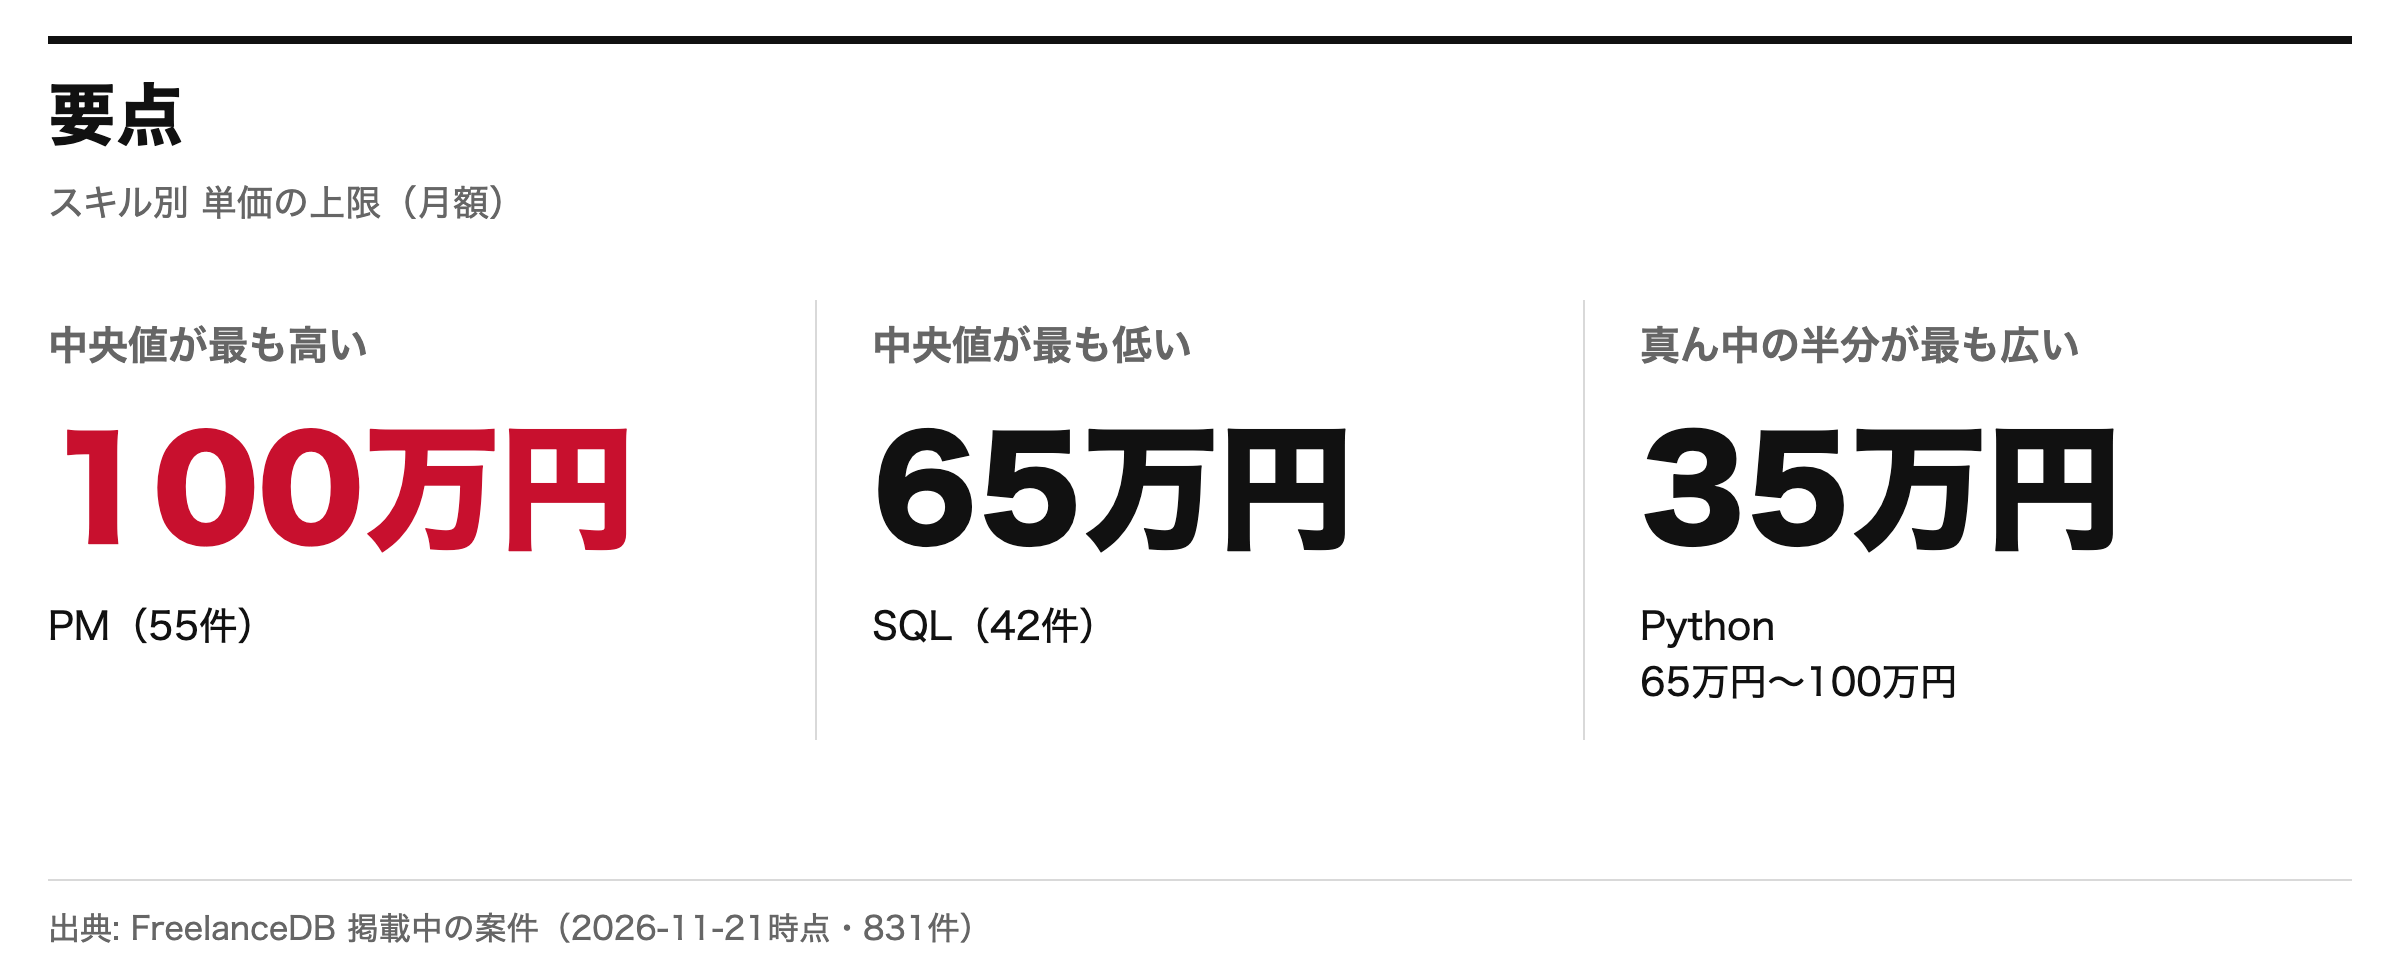 要点
スキル別 単価の上限（月額）
中央値が最も高い
100万円
PM（55件）
中央値が最も低い
65万円
SQL（42件）
真ん中の半分が最も広い
35万円
Python
65万円〜100万円
出典: FreelanceDB 掲載中の案件（2026-11-21時点・831件）